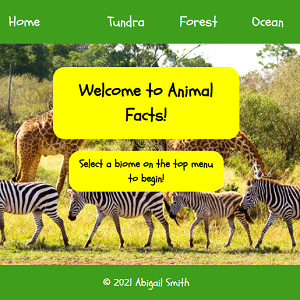 Home Tundra Forest Ocean
Welcome to Animal
Facts!
Select a biome on the top menu
to begin!
© 2021 Abigail Smith